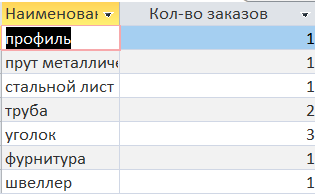 Наименован Кол-во заказов
профиль 1
прут металличе 1
стальной лист 1
труба 2
уголок 3
фурнитура 1
швеллер 1